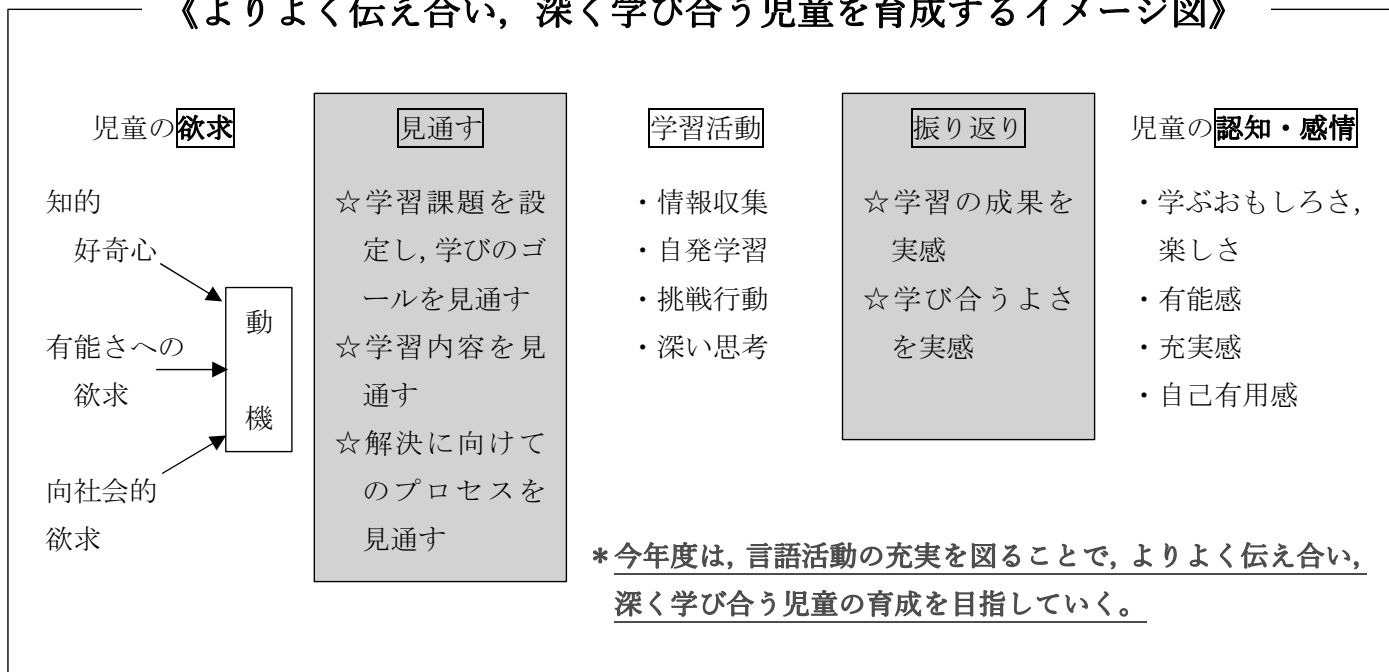 《よりよく伝え合い，深く学び合う児童を育成するイメージ図》
児童の欲求
知的
好奇心
有能さへの
欲求
向社会的
欲求
動
機
見通す
☆学習課題を設
定し,学びのゴ
ールを見通す
☆学習内容を見
通す
☆解決に向けて
のプロセスを
見通す
学習活動
・情報収集
・自発学習
・挑戦行動
・深い思考
振り返り
☆学習の成果を
実感
☆学び合うよさ
を実感
児童の認知・感情
・学ぶおもしろさ，
楽しさ
・有能感
・充実感
・自己有用感
＊今年度は，言語活動の充実を図ることで，よりよく伝え合い，
深く学び合う児童の育成を目指していく。